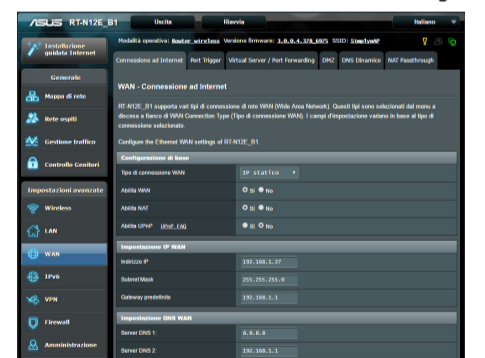 ASUS RT-N12E_B1 Uscita Riavvia Italiano
Modalità operativa: Router wireless Versione firmware: 3.0.0.4.378_6975 SSID: SimplyWP
Installazione guidata Internet
Connessione ad Internet Port Trigger Virtual Server / Port Forwarding DMZ DNS Dinamico NAT Passthrough
Generale
Mappa di rete
Rete ospiti
Gestione traffico
Controllo Genitori
Impostazioni avanzate
Wireless
LAN
WAN
IPv6
VPN
Firewall
Amministrazione
WAN - Connessione ad Internet
RT-N12E_B1 supporta vari tipi di connessione di rete WAN (Wide Area Network). Questi tipi sono selezionati dal menu a
discesa a fianco di WAN Connection Type (Tipo di connessione WAN). I campi d'impostazione variano in base al tipo di
connessione selezionato.
Configure the Ethernet WAN settings of RT-N12E_B1.
Configurazione di base
Tipo di connessione WAN IP statico
Abilita WAN Sì No
Abilita NAT Sì No
Abilita UPnP UPnP FAQ Sì No
Impostazione IP WAN
Indirizzo IP 192.168.1.27
Subnet Mask 255.255.255.0
Gateway predefinito 192.168.1.1
Impostazione DNS WAN
Server DNS 1: 8.8.8.8
Server DNS 2: 192.168.1.1